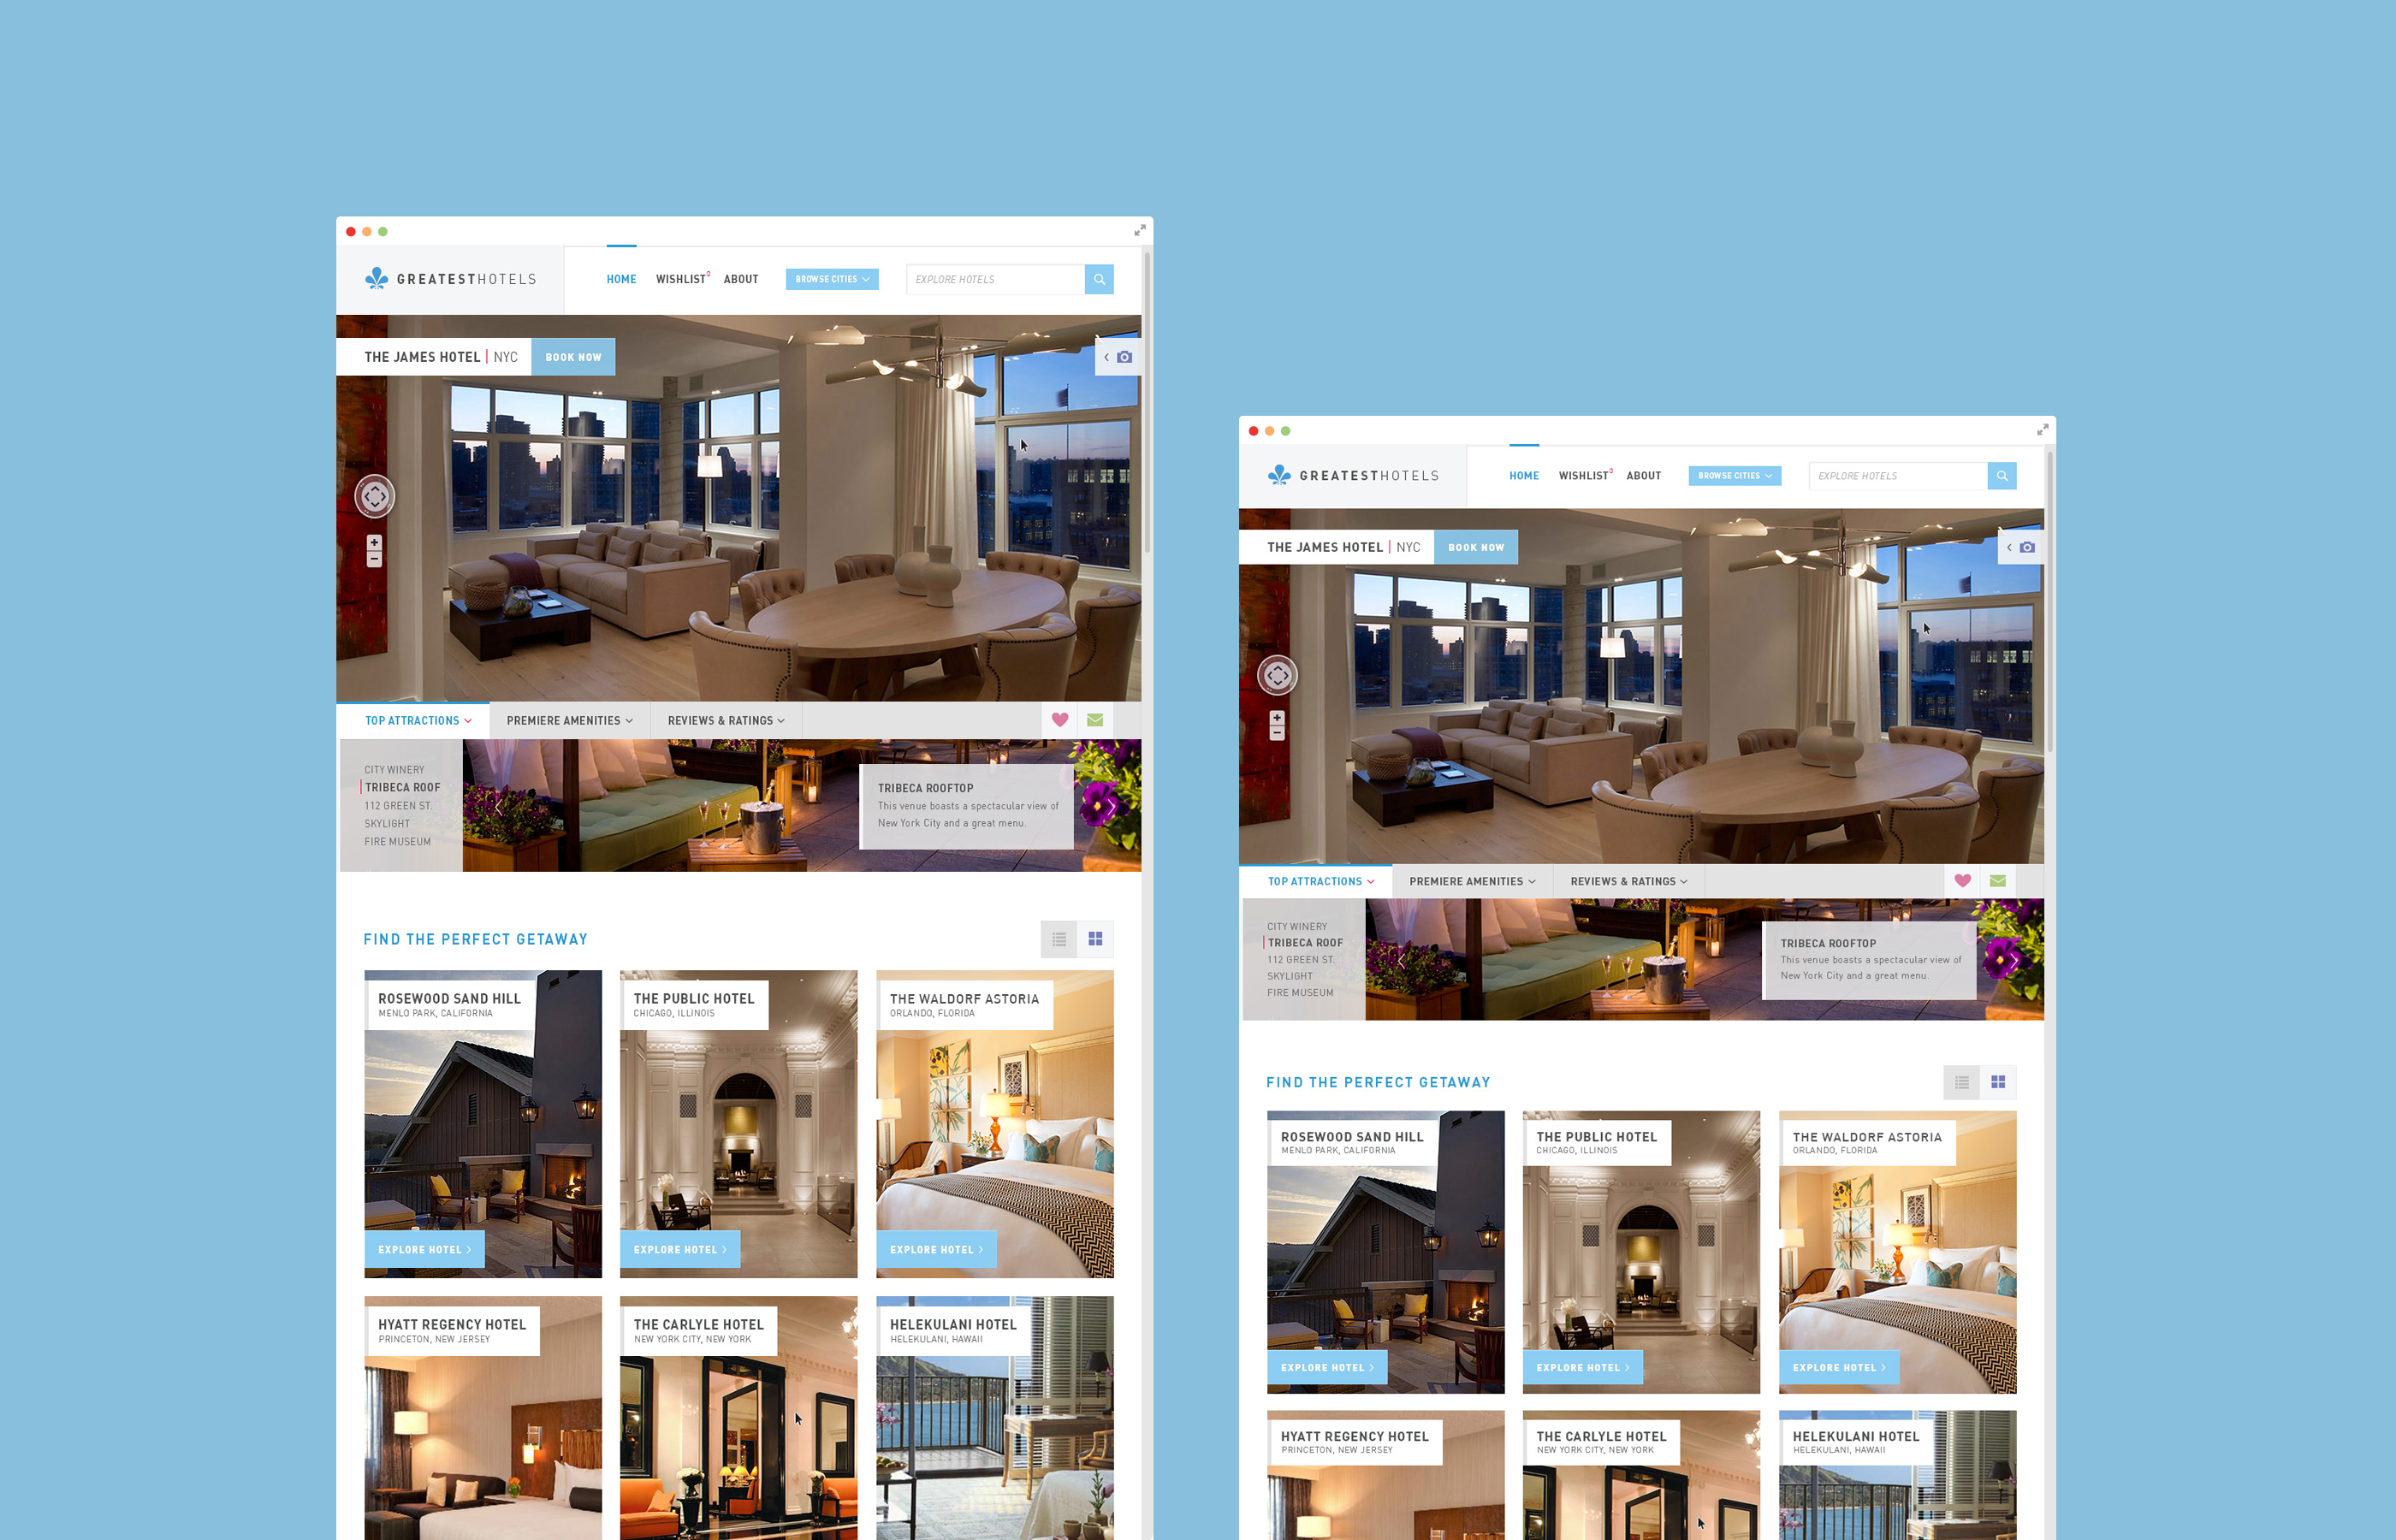 GREATESTHOTELS
HOME WISHLIST ABOUT BROWSE CITIES EXPLORE HOTELS
THE JAMES HOTEL | NYC BOOK NOW
TOP ATTRACTIONS PREMIERE AMENITIES REVIEWS & RATINGS
CITY WINERY
TRIBECA ROOF
112 GREEN ST.
SKYLIGHT
FIRE MUSEUM
TRIBECA ROOFTOP
This venue boasts a spectacular view of
New York City and a great menu.
FIND THE PERFECT GETAWAY
ROSEWOOD SAND HILL
MENLO PARK, CALIFORNIA
EXPLORE HOTEL
THE PUBLIC HOTEL
CHICAGO, ILLINOIS
EXPLORE HOTEL
THE WALDORF ASTORIA
ORLANDO, FLORIDA
EXPLORE HOTEL
HYATT REGENCY HOTEL
PRINCETON, NEW JERSEY
THE CARLYLE HOTEL
NEW YORK CITY, NEW YORK
HELEKULANI HOTEL
HELEKULANI, HAWAII
GREATESTHOTELS
HOME WISHLIST ABOUT BROWSE CITIES EXPLORE HOTELS
THE JAMES HOTEL | NYC BOOK NOW
TOP ATTRACTIONS PREMIERE AMENITIES REVIEWS & RATINGS
CITY WINERY
TRIBECA ROOF
112 GREEN ST.
SKYLIGHT
FIRE MUSEUM
TRIBECA ROOFTOP
This venue boasts a spectacular view of
New York City and a great menu.
FIND THE PERFECT GETAWAY
ROSEWOOD SAND HILL
MENLO PARK, CALIFORNIA
EXPLORE HOTEL
THE PUBLIC HOTEL
CHICAGO, ILLINOIS
EXPLORE HOTEL
THE WALDORF ASTORIA
ORLANDO, FLORIDA
EXPLORE HOTEL
HYATT REGENCY HOTEL
PRINCETON, NEW JERSEY
THE CARLYLE HOTEL
NEW YORK CITY, NEW YORK
HELEKULANI HOTEL
HELEKULANI, HAWAII